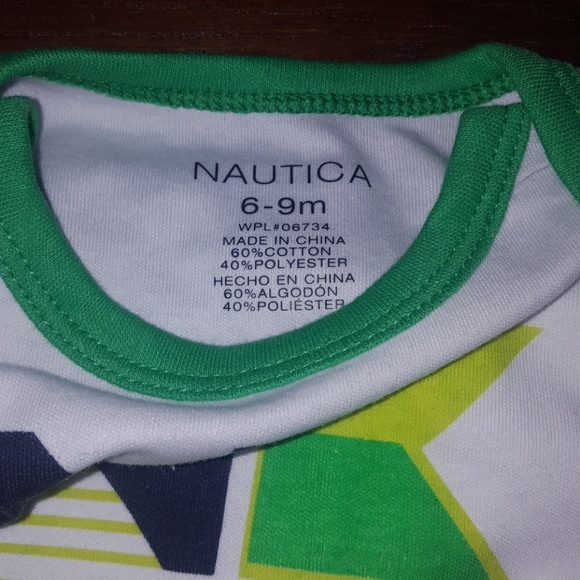 NAUTICA
6-9m
WPL#06734
MADE IN CHINA
60%COTTON
40%POLYESTER
HECHO EN CHINA
60%ALGODÓN
40%POLIÉSTER